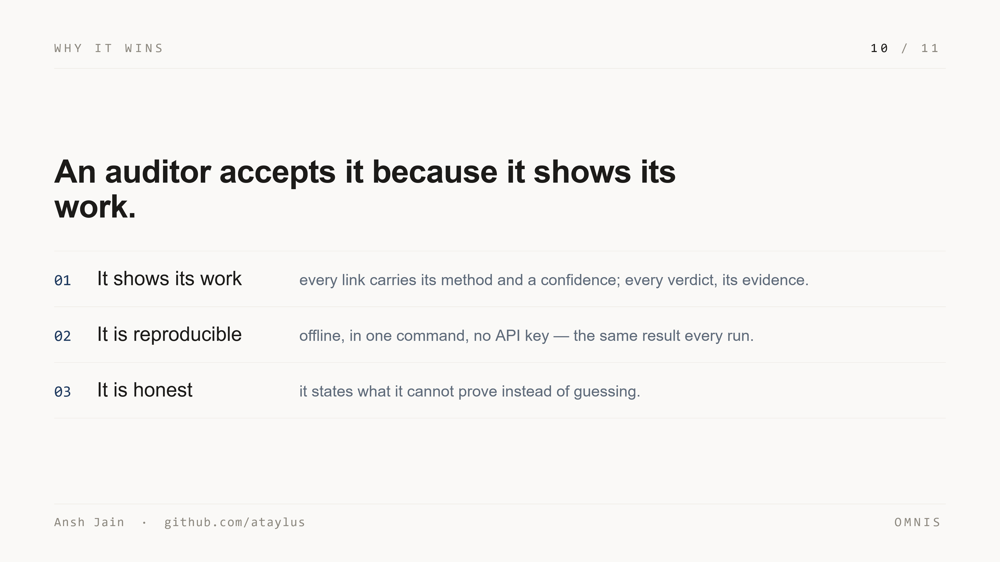 WHY IT WINS
10 / 11
An auditor accepts it because it shows its
work.
01 It shows its work every link carries its method and a confidence; every verdict, its evidence.
02 It is reproducible offline, in one command, no API key — the same result every run.
03 It is honest it states what it cannot prove instead of guessing.
Ansh Jain · github.com/ataylus
OMNIS